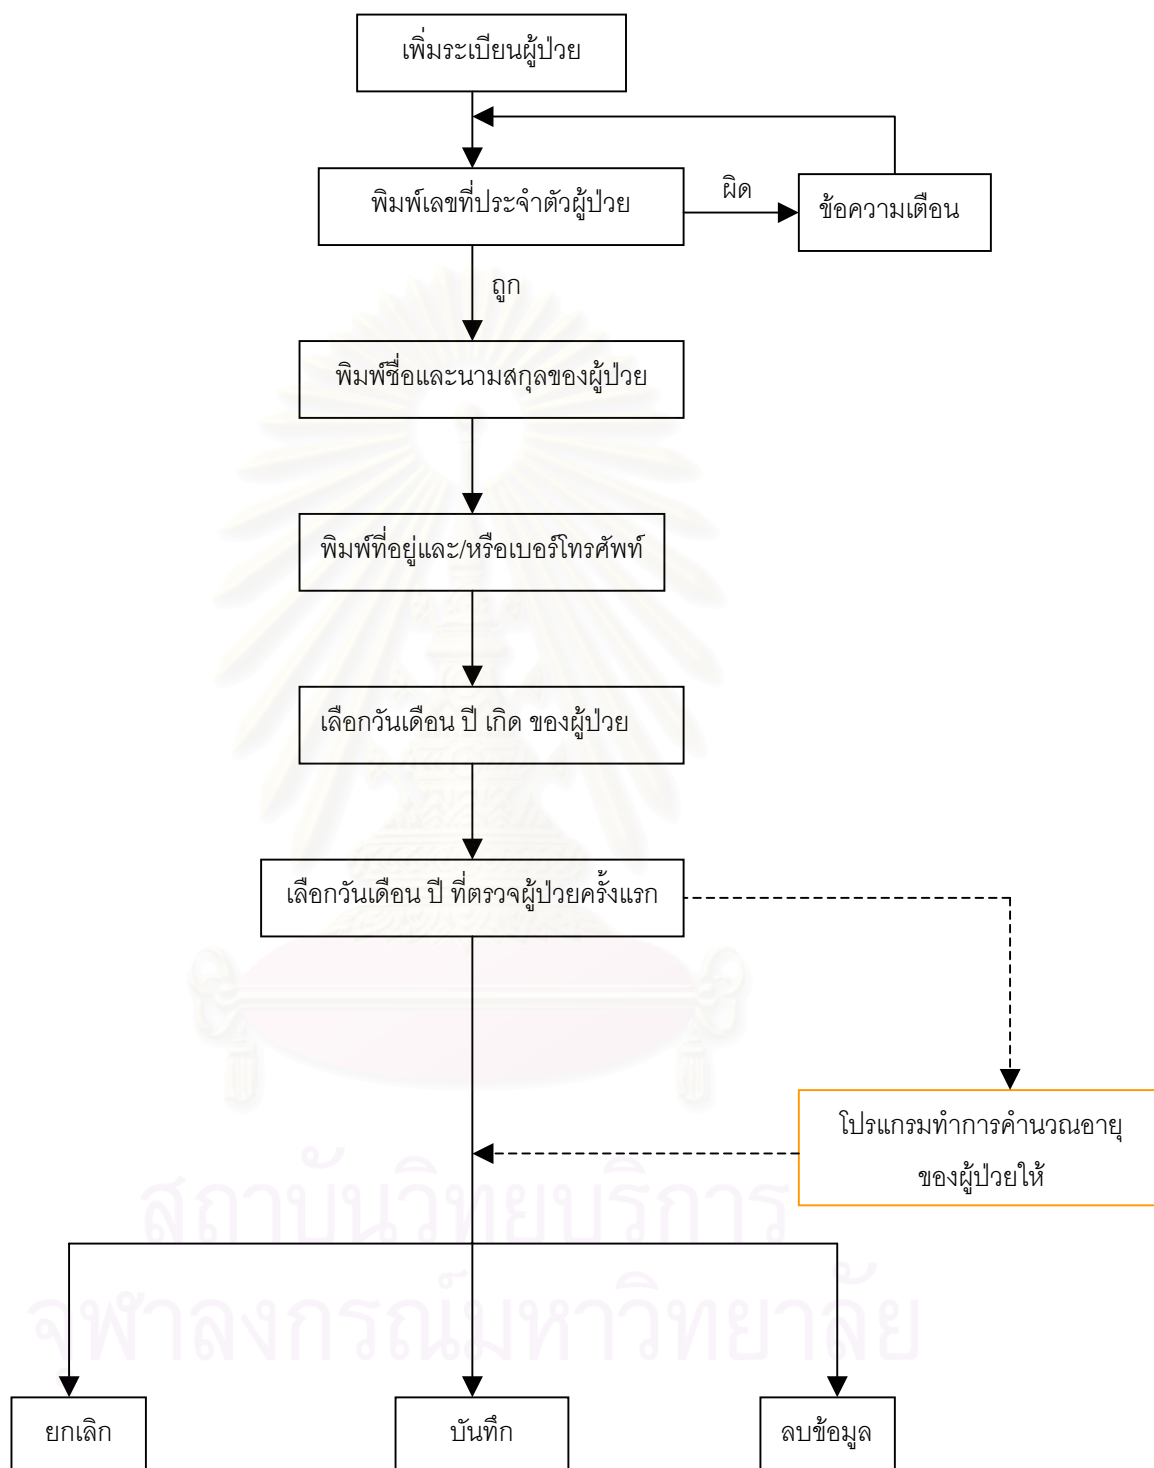 เพิ่มระเบียนผู้ป่วย
พิมพ์เลขที่ประจำตัวผู้ป่วย
ผิด
ข้อความเตือน
ถูก
พิมพ์ชื่อและนามสกุลของผู้ป่วย
พิมพ์ที่อยู่และ/หรือเบอร์โทรศัพท์
เลือกวันเดือน ปี เกิด ของผู้ป่วย
เลือกวันเดือน ปี ที่ตรวจผู้ป่วยครั้งแรก
โปรแกรมทำการคำนวณอายุ
ของผู้ป่วยให้
สถาบันวิทยบริการ
จุฬาลงกรณ์มหาวิทยาลัย
ยกเลิก
บันทึก
ลบข้อมูล